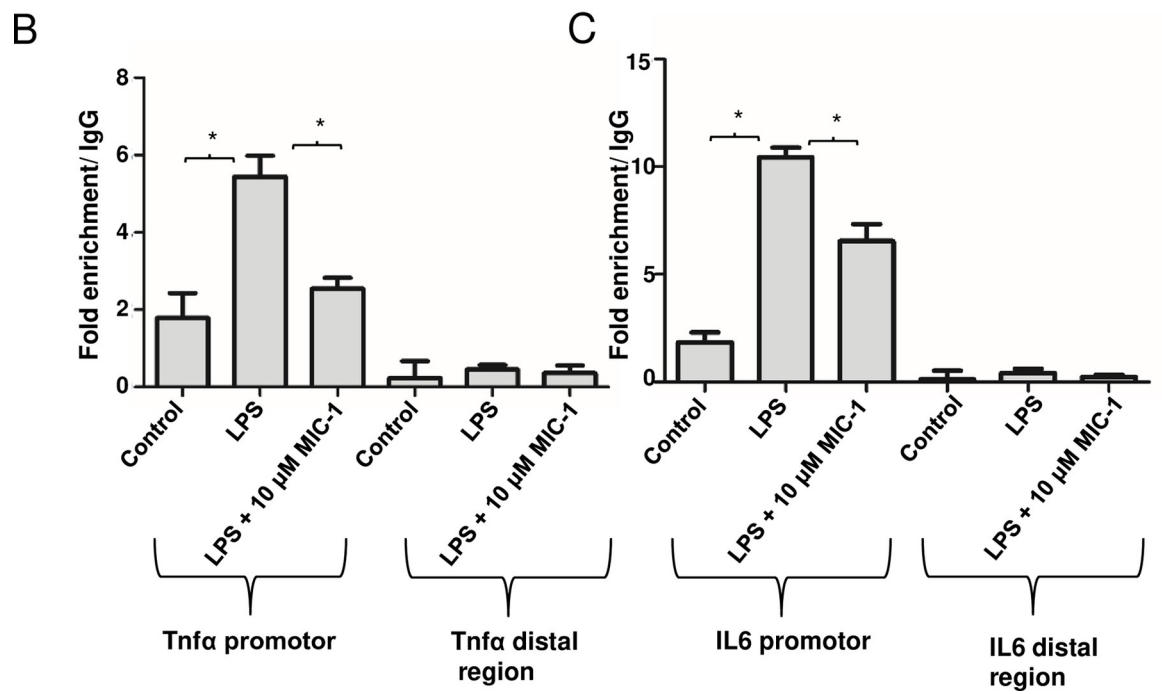 B
Fold enrichment/ IgG
8
6
4
2
0
*
*
Control
LPS
LPS + 10 µM MIC-1
Control
LPS
LPS + 10 µM MIC-1
Tnfα promotor
Tnfα distal
region
C
Fold enrichment/ IgG
15
10
5
0
*
*
Control
LPS
LPS + 10 µM MIC-1
Control
LPS
LPS + 10 µM MIC-1
IL6 promotor
IL6 distal
region